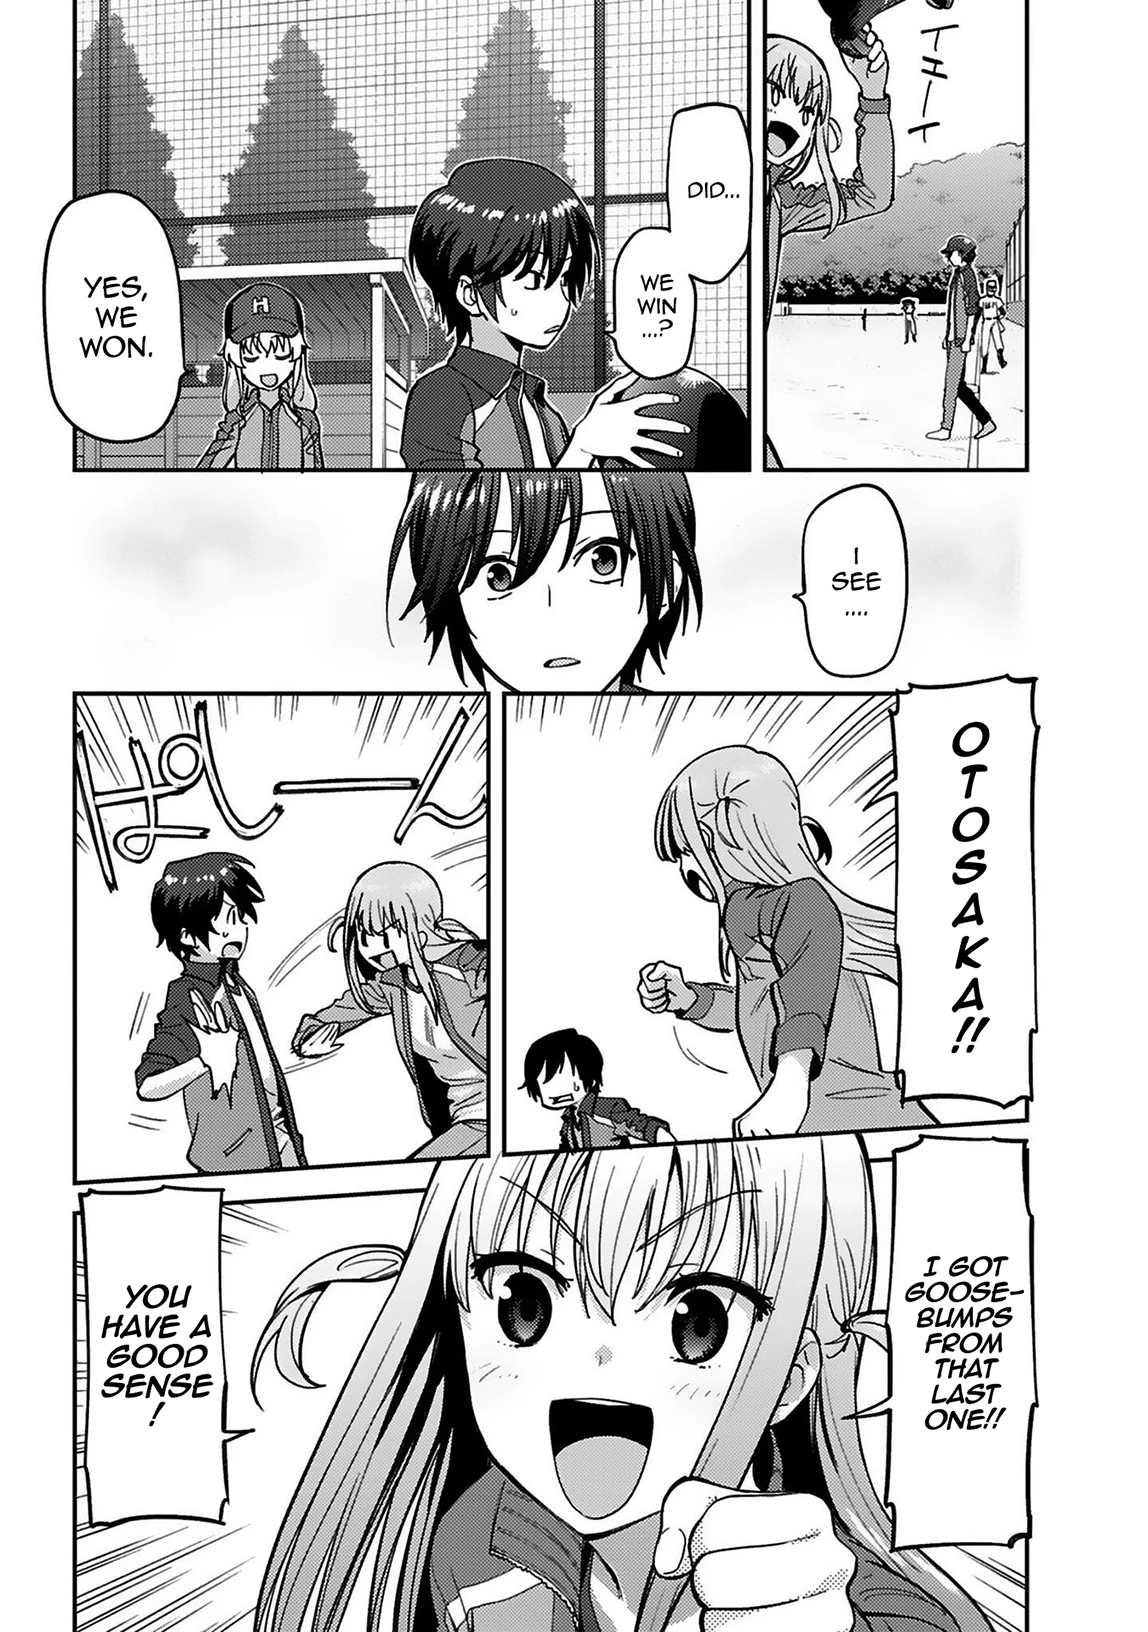 イエーイ
DID...
WE
WIN
...?
YES,
WE
WON.
H
I
SEE
....
OTOSAKA!!
ぱしーん
I GOT
GOOSE-
BUMPS
FROM
THAT
LAST
ONE!!
YOU
HAVE A
GOOD
SENSE
!